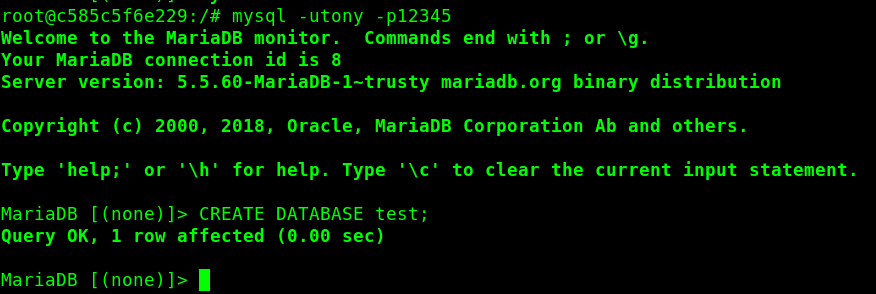 root@c585c5f6e229:/# mysql -utony -p12345
Welcome to the MariaDB monitor.  Commands end with ; or \g.
Your MariaDB connection id is 8
Server version: 5.5.60-MariaDB-1~trusty mariadb.org binary distribution
Copyright (c) 2000, 2018, Oracle, MariaDB Corporation Ab and others.
Type 'help;' or '\h' for help. Type '\c' to clear the current input statement.
MariaDB [(none)]> CREATE DATABASE test;
Query OK, 1 row affected (0.00 sec)
MariaDB [(none)]>